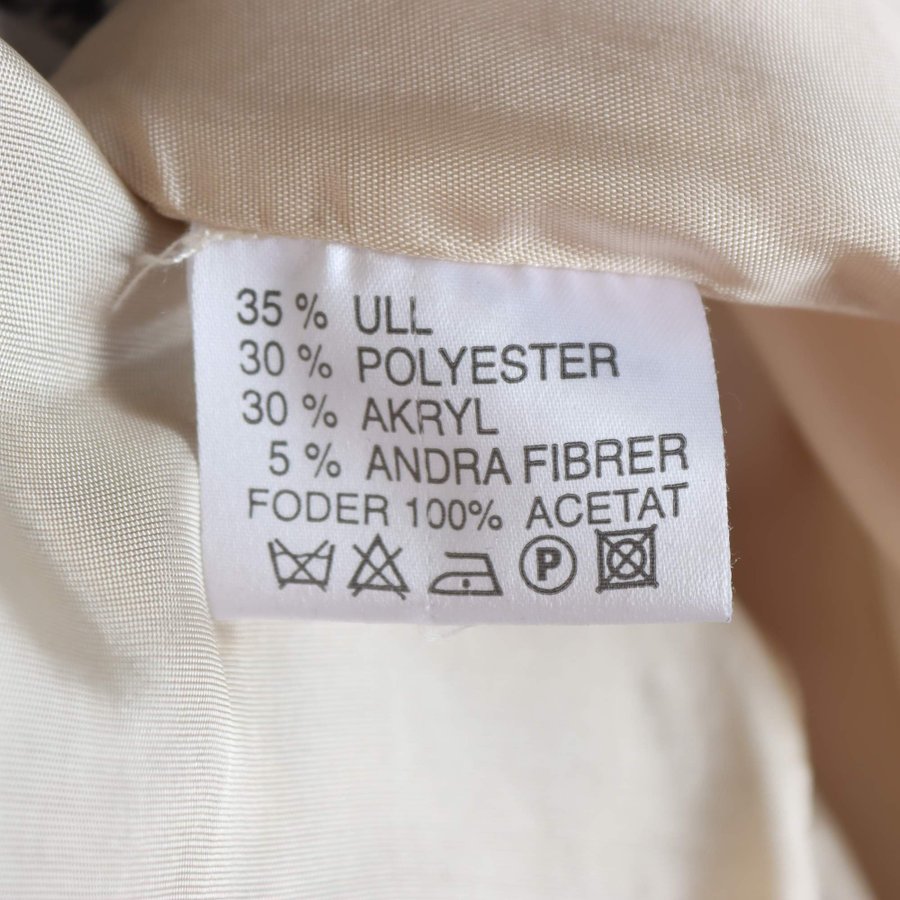 35 % ULL
30 % POLYESTER
30 % AKRYL
5 % ANDRA FIBRER
FODER 100% ACETAT
P